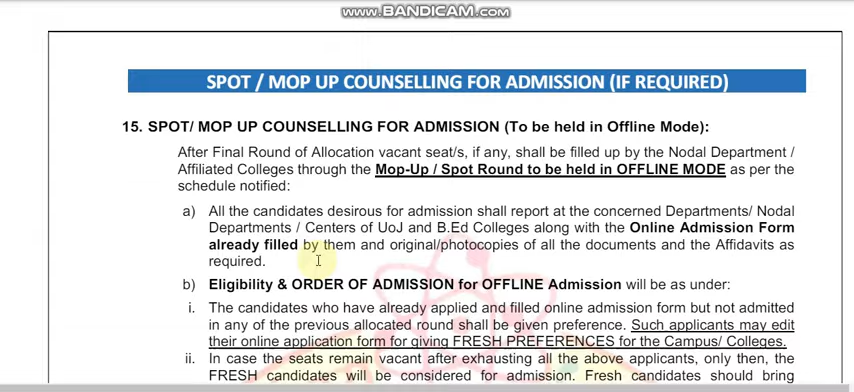 www.BANDICAM.com
SPOT / MOP UP COUNSELLING FOR ADMISSION (IF REQUIRED)
15. SPOT/ MOP UP COUNSELLING FOR ADMISSION (To be held in Offline Mode):
After Final Round of Allocation vacant seat/s, if any, shall be filled up by the Nodal Department /
Affiliated Colleges through the Mop-Up / Spot Round to be held in OFFLINE MODE as per the
schedule notified:
a) All the candidates desirous for admission shall report at the concerned Departments/ Nodal
Departments / Centers of UoJ and B.Ed Colleges along with the Online Admission Form
already filled by them and original/photocopies of all the documents and the Affidavits as
required.
b) Eligibility & ORDER OF ADMISSION for OFFLINE Admission will be as under:
i. The candidates who have already applied and filled online admission form but not admitted
in any of the previous allocated round shall be given preference. Such applicants may edit
their online application form for giving FRESH PREFERENCES for the Campus/ Colleges.
ii. In case the seats remain vacant after exhausting all the above applicants, only then, the
FRESH candidates will be considered for admission. Fresh candidates should bring